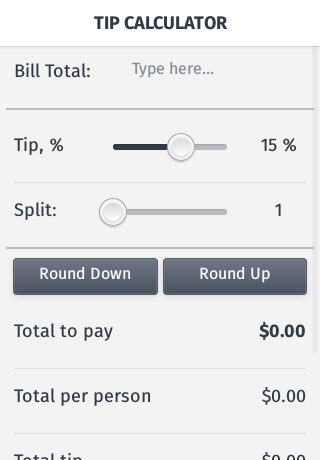 TIP CALCULATOR
Bill Total: Type here...
Tip, % 15 %
Split: 1
Round Down Round Up
Total to pay $0.00
Total per person $0.00
Total tip $0.00